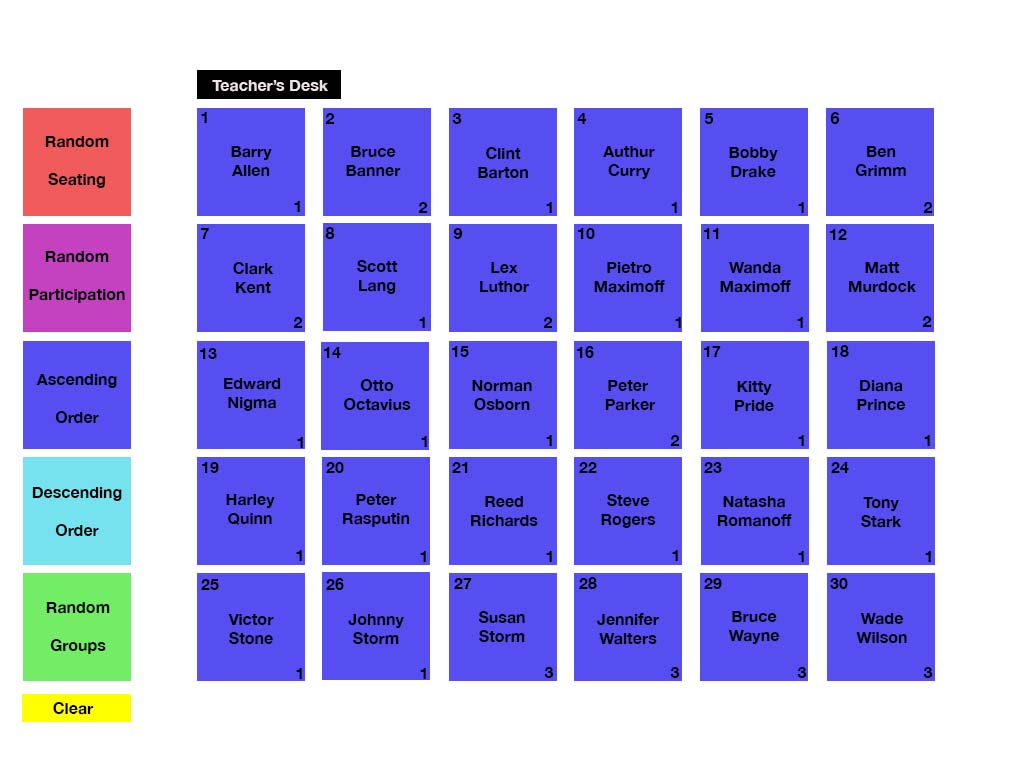 Teacher's Desk
Random
Seating
1
Barry
Allen
1
2
Bruce
Banner
2
3
Clint
Barton
1
4
Authur
Curry
1
5
Bobby
Drake
1
6
Ben
Grimm
2
Random
Participation
7
Clark
Kent
2
8
Scott
Lang
1
9
Lex
Luthor
2
10
Pietro
Maximoff
1
11
Wanda
Maximoff
1
12
Matt
Murdock
2
Ascending
Order
13
Edward
Nigma
1
14
Otto
Octavius
1
15
Norman
Osborn
1
16
Peter
Parker
2
17
Kitty
Pride
1
18
Diana
Prince
1
Descending
Order
19
Harley
Quinn
1
20
Peter
Rasputin
1
21
Reed
Richards
1
22
Steve
Rogers
1
23
Natasha
Romanoff
1
24
Tony
Stark
1
Random
Groups
25
Victor
Stone
1
26
Johnny
Storm
1
27
Susan
Storm
3
28
Jennifer
Walters
3
29
Bruce
Wayne
3
30
Wade
Wilson
3
Clear